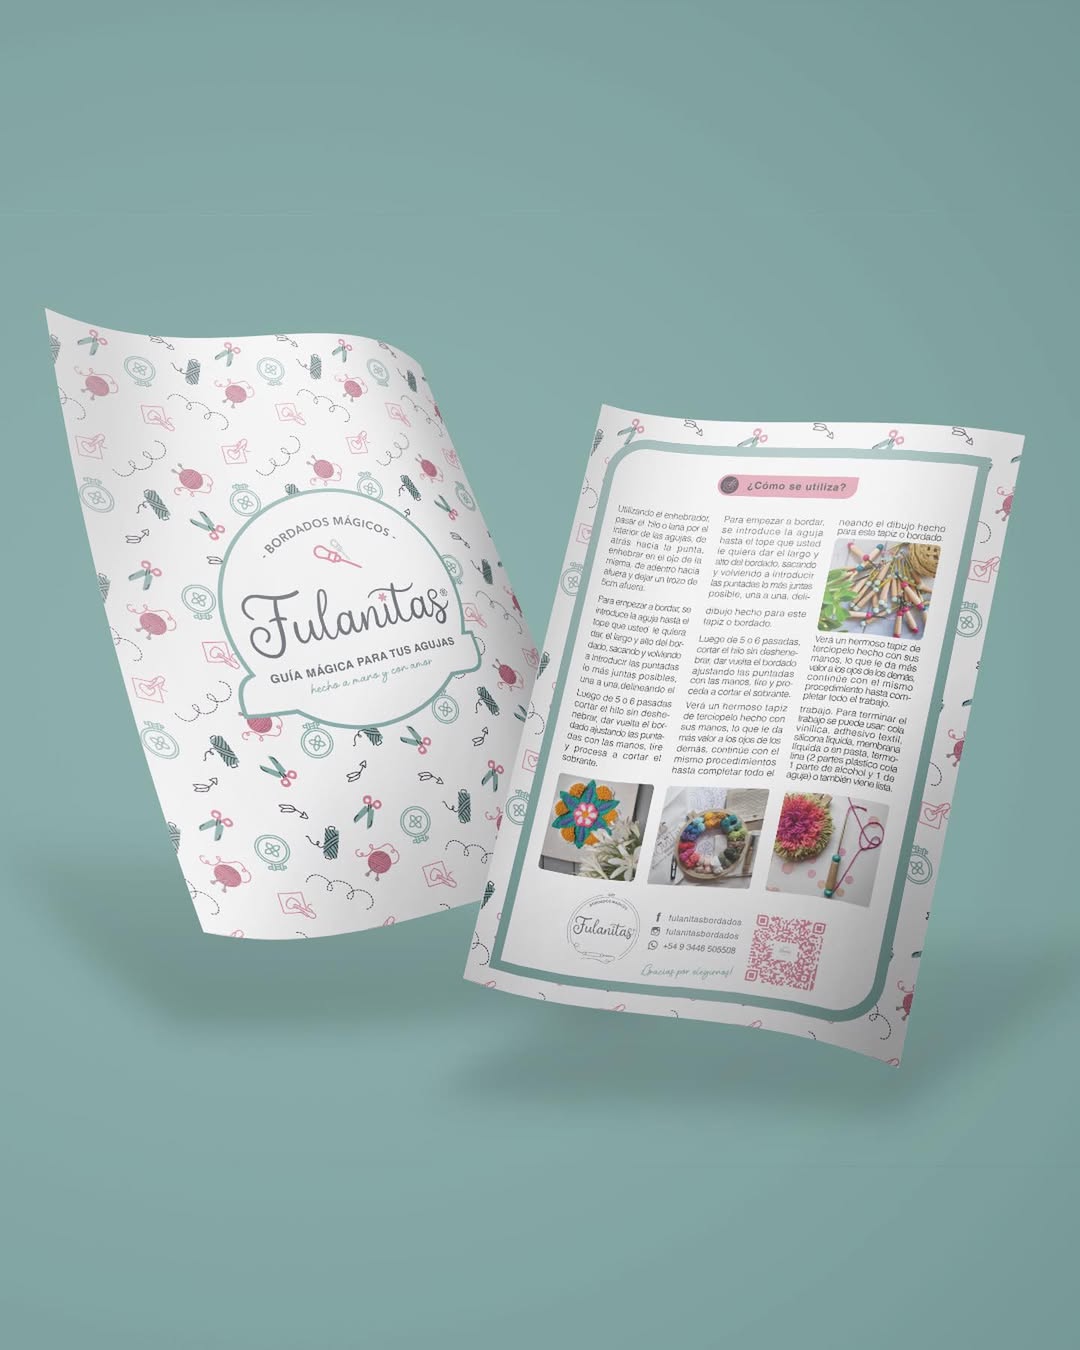 - BORDADOS MÁGICOS -
Fulanitas®
GUÍA MÁGICA PARA TUS AGUJAS
hecho a mano y con amor
¿Cómo se utiliza?
Utilizando el enhebrador,
pasar el hilo o lana por el
interior de las agujas, de
atrás hacia la punta,
enhebrar en el ojo de la
misma, de adentro hacia
afuera y dejar un trozo de
5cm afuera.
Para empezar a bordar, se
introduce la aguja hasta el
tope que usted le quiera
dar, el largo y alto del bor-
dado, sacando y volviendo
a introducir las puntadas
lo más juntas posibles,
una a una, delineando el
Luego de 5 o 6 pasadas
cortar el hilo sin deshe-
nebrar, dar vuelta el bor-
dado ajustando las punta-
das con las manos, tire
y procesa a cortar el
sobrante.
Para empezar a bordar,
se introduce la aguja
hasta el tope que usted
le quiera dar el largo y
alto del bordado, sacando
y volviendo a introducir
las puntadas lo más juntas
posible, una a una, deli-
dibujo hecho para este
tapiz o bordado.
Luego de 5 o 6 pasadas,
cortar el hilo sin deshene-
brar, dar vuelta el bordado
ajustando las puntadas
con las manos, tiro y pro-
ceda a cortar el sobrante.
Verá un hermoso tapiz
de terciopelo hecho con
sus manos, lo que le da
más valor a los ojos de los
demás, continúe con el
mismo procedimientos
hasta completar todo el
neando el dibujo hecho
para este tapiz o bordado.
Verá un hermoso tapiz de
terciopelo hecho con sus
manos, lo que le da más
valor a los ojos de los demás,
continúe con el mismo
procedimiento hasta com-
pletar todo el trabajo.
trabajo. Para terminar el
trabajo se puede usar: cola
vinílica, adhesivo textil,
silicona líquida, membrana
líquida o en pasta, termo-
lina (2 partes plástico cola
1 parte de alcohol y 1 de
aguja) o también viene lista.
BORDADOS MÁGICOS
Fulanitas
fulanitasbordados
fulanitasbordados
+54 9 3446 505508
¡Gracias por elegirnos!